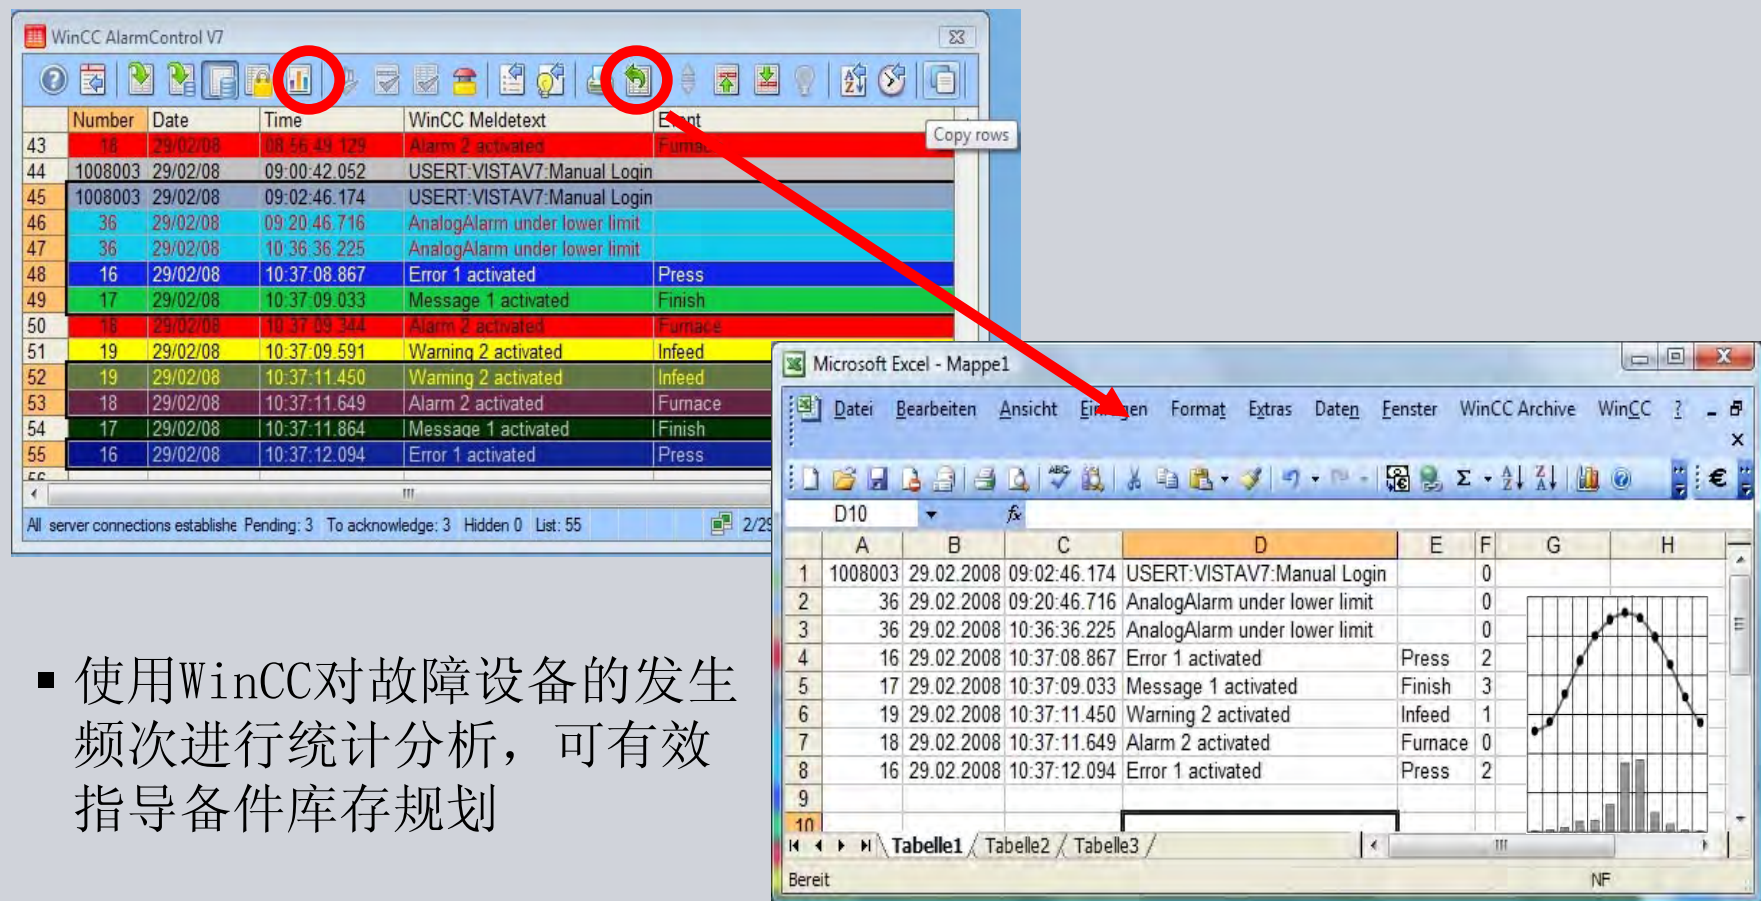 WinCC AlarmControl V7
Number Date Time WinCC Meldetext Event
43 18 29/02/08 08:56:49.129 Alarm 2 activated
44 1008003 29/02/08 09:00:42.052 USERT:VISTAV7:Manual Login
Copy rows
45 1008003 29/02/08 09:02:46.174 USERT:VISTAV7:Manual Login
46 36 29/02/08 09:20:46.716 AnalogAlarm under lower limit
47 36 29/02/08 10:36:36.225 AnalogAlarm under lower limit
48 16 29/02/08 10:37:08.867 Error 1 activated Press
49 17 29/02/08 10:37:09.033 Message 1 activated Finish
50 18 29/02/08 10:37:09.344 Alarm 2 activated Furnace
51 19 29/02/08 10:37:09.591 Warning 2 activated Infeed
52 19 29/02/08 10:37:11.450 Warning 2 activated Infeed
53 18 29/02/08 10:37:11.649 Alarm 2 activated Furnace
54 17 29/02/08 10:37:11.864 Message 1 activated Finish
55 16 29/02/08 10:37:12.094 Error 1 activated Press
All server connections establishe Pending: 3 To acknowledge: 3 Hidden 0 List: 55 2/29
Microsoft Excel - Mappe1
Datei Bearbeiten Ansicht Format Extras Daten Fenster WinCC Archive WinCC ?
D10 fx
A B C D E F G H
1 1008003 29.02.2008 09:02:46.174 USERT:VISTAV7:Manual Login 0
2 36 29.02.2008 09:20:46.716 AnalogAlarm under lower limit 0
3 36 29.02.2008 10:36:36.225 AnalogAlarm under lower limit 0
4 16 29.02.2008 10:37:08.867 Error 1 activated Press 2
5 17 29.02.2008 10:37:09.033 Message 1 activated Finish 3
6 19 29.02.2008 10:37:11.450 Warning 2 activated Infeed 1
7 18 29.02.2008 10:37:11.649 Alarm 2 activated Furnace 0
8 16 29.02.2008 10:37:12.094 Error 1 activated Press 2
9
10
Tabelle1 Tabelle2 Tabelle3
Bereit NF
▪ 使用WinCC对故障设备的发生
频次进行统计分析，可有效
指导备件库存规划